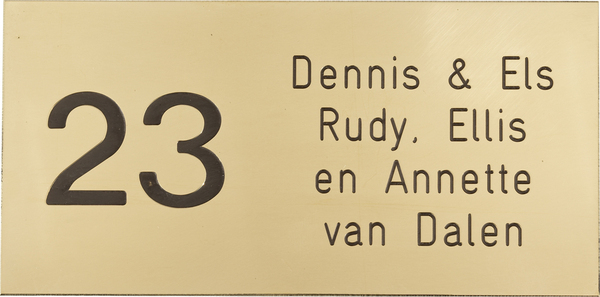 23
Dennis & Els
Rudy, Ellis
en Annette
van Dalen